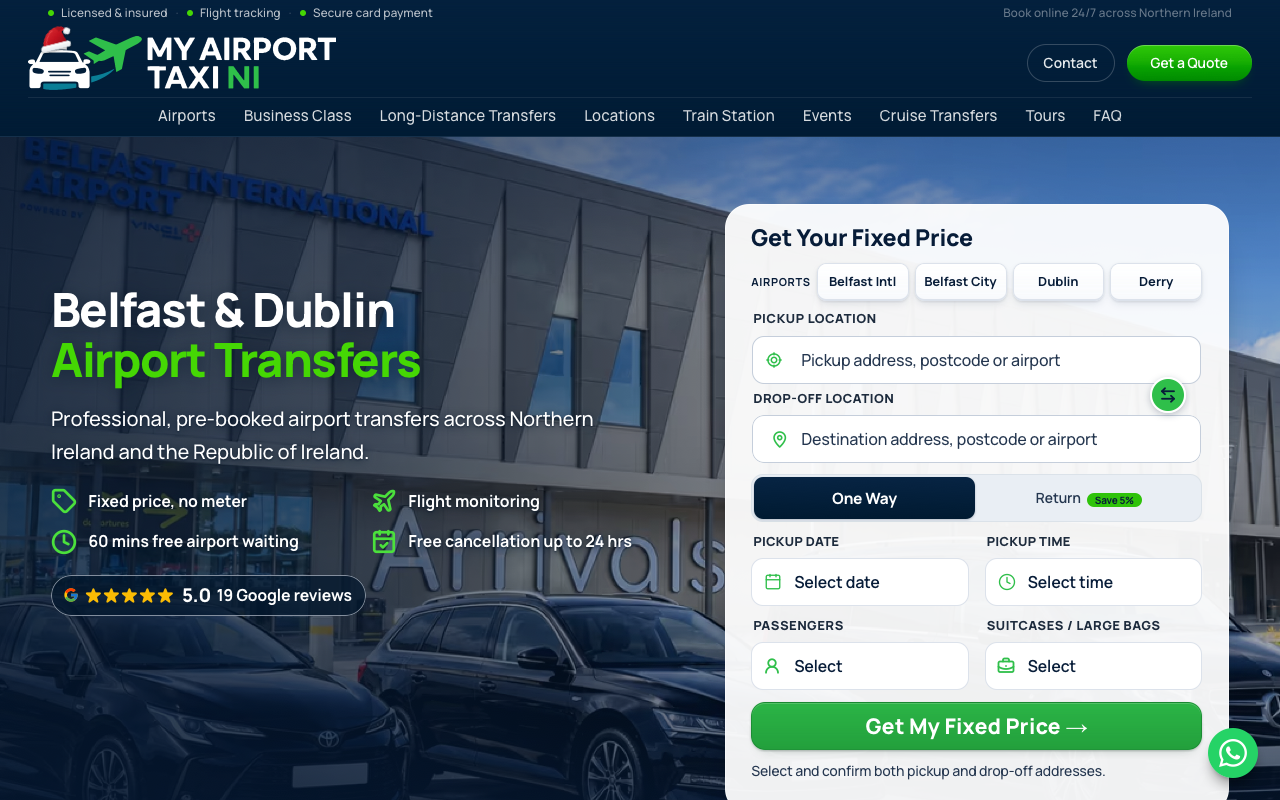 Licensed & insured · Flight tracking · Secure card payment
Book online 24/7 across Northern Ireland
MY AIRPORT
TAXI NI
Contact
Get a Quote
Airports
Business Class
Long-Distance Transfers
Locations
Train Station
Events
Cruise Transfers
Tours
FAQ
BELFAST INTERNATIONAL
AIRPORT
POWERED BY
VINCI
Belfast & Dublin
Airport Transfers
Professional, pre-booked airport transfers across Northern
Ireland and the Republic of Ireland.
Fixed price, no meter
Flight monitoring
60 mins free airport waiting
Free cancellation up to 24 hrs
departures
Arrivals
5.0 19 Google reviews
Get Your Fixed Price
AIRPORTS
Belfast Intl
Belfast City
Dublin
Derry
PICKUP LOCATION
Pickup address, postcode or airport
DROP-OFF LOCATION
Destination address, postcode or airport
One Way
Return Save 5%
PICKUP DATE
PICKUP TIME
Select date
Select time
PASSENGERS
SUITCASES / LARGE BAGS
Select
Select
Get My Fixed Price →
Select and confirm both pickup and drop-off addresses.